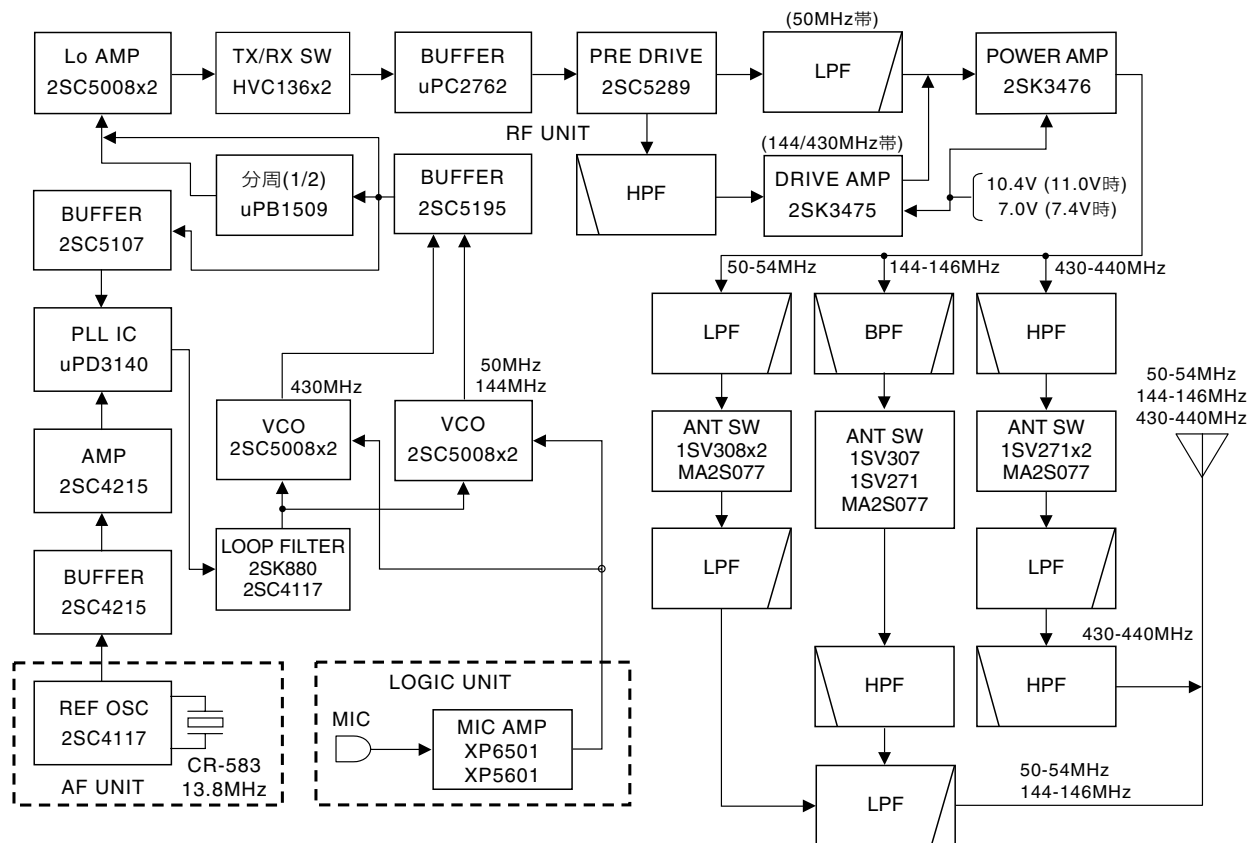 (50MHz帯)
Lo AMP
2SC5008x2
TX/RX SW
HVC136x2
BUFFER
uPC2762
PRE DRIVE
2SC5289
LPF
POWER AMP
2SK3476
RF UNIT
(144/430MHz帯)
分周(1/2)
uPB1509
BUFFER
2SC5195
HPF
DRIVE AMP
2SK3475
10.4V (11.0V時)
7.0V (7.4V時)
BUFFER
2SC5107
50-54MHz
144-146MHz
430-440MHz
PLL IC
uPD3140
LPF
BPF
HPF
430MHz
50MHz
144MHz
50-54MHz
144-146MHz
430-440MHz
VCO
2SC5008x2
VCO
2SC5008x2
ANT SW
1SV308x2
MA2S077
ANT SW
1SV307
1SV271
MA2S077
ANT SW
1SV271x2
MA2S077
AMP
2SC4215
LOOP FILTER
2SK880
2SC4117
LPF
LPF
BUFFER
2SC4215
430-440MHz
HPF
HPF
REF OSC
2SC4117
CR-583
13.8MHz
AF UNIT
LOGIC UNIT
MIC
MIC AMP
XP6501
XP5601
LPF
50-54MHz
144-146MHz